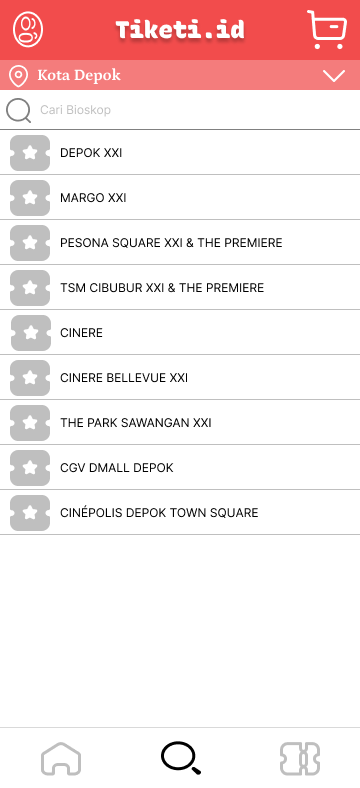 Tiketi.id
Kota Depok
Cari Bioskop
DEPOK XXI
MARGO XXI
PESONA SQUARE XXI & THE PREMIERE
TSM CIBUBUR XXI & THE PREMIERE
CINERE
CINERE BELLEVUE XXI
THE PARK SAWANGAN XXI
CGV DMALL DEPOK
CINÉPOLIS DEPOK TOWN SQUARE